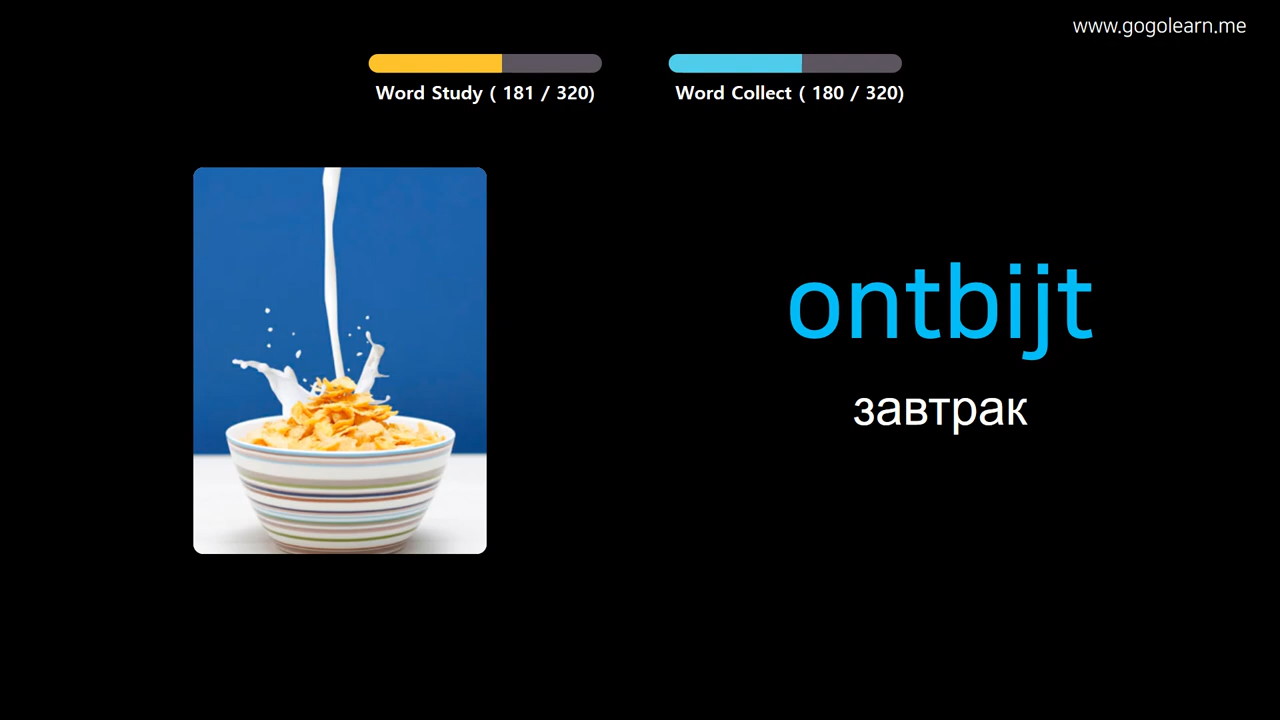 www.gogolearn.me
Word Study ( 181 / 320)
Word Collect ( 180 / 320)
ontbijt
завтрак